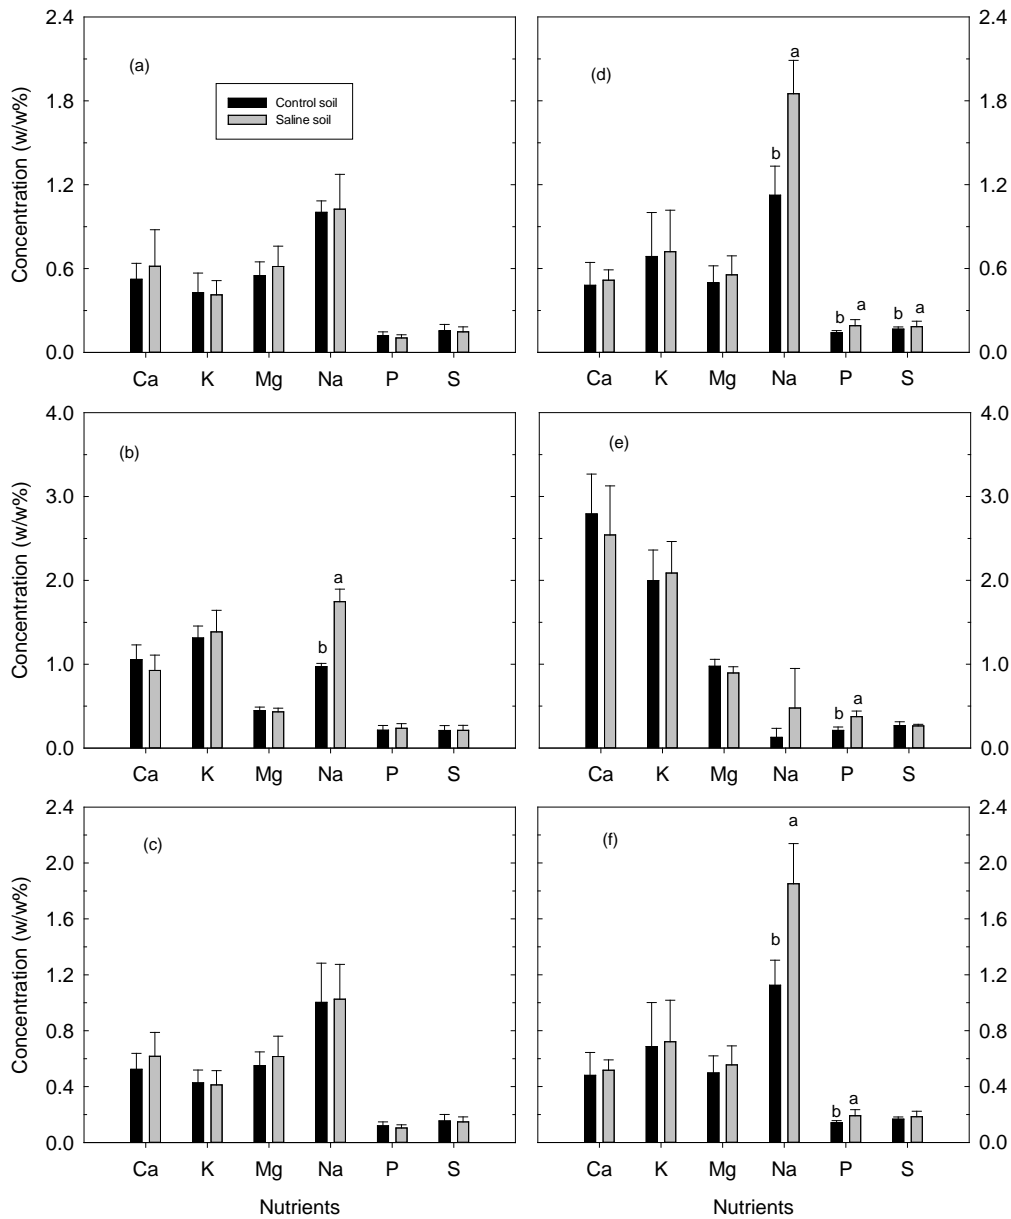 2.4
1.8
1.2
0.6
0.0
Concentration (w/w%)
(a)
Control soil
Saline soil
Ca K Mg Na P S
(d)
b a
b a
b a
2.4
1.8
1.2
0.6
0.0
Ca K Mg Na P S
4.0
3.0
2.0
1.0
0.0
Concentration (w/w%)
(b)
b a
Ca K Mg Na P S
(e)
b a
4.0
3.0
2.0
1.0
0.0
Ca K Mg Na P S
2.4
2.0
1.6
1.2
0.8
0.4
0.0
Concentration (w/w%)
(c)
Ca K Mg Na P S
Nutrients
(f)
b a
b a
2.4
2.0
1.6
1.2
0.8
0.4
0.0
Ca K Mg Na P S
Nutrients